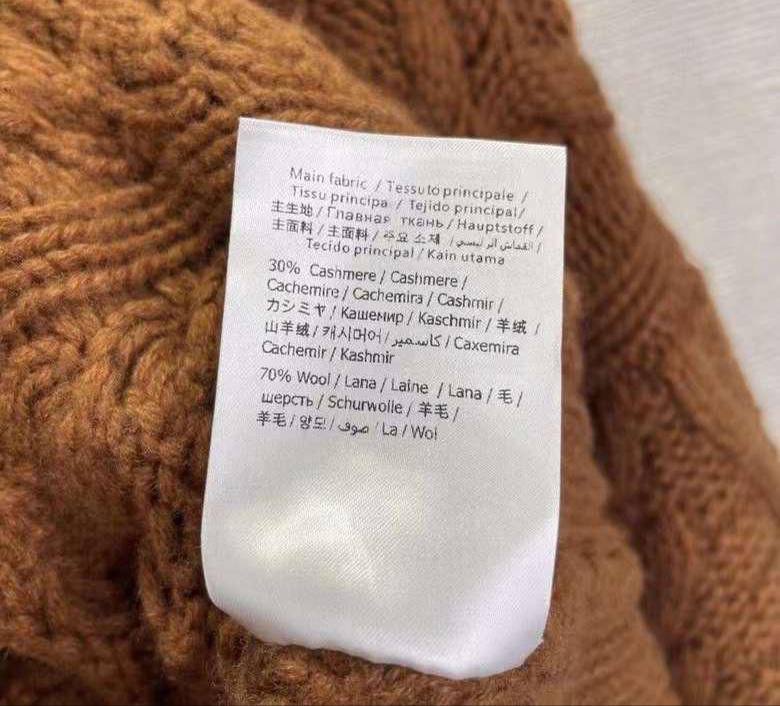 Main fabric / Tessuto principale /
Tissu principa / Tejido principal/
主生地 / Главная ткань / Hauptstoff /
主面料 / 主面料 / 주요 소재 /
Tecido principal / Kain utama
30% Cashmere / Cashmere /
Cachemire / Cachemira / Cashmir /
カシミヤ / Кашемир / Kaschmir / 羊绒 /
山羊绒 / 캐시머어 / كاسمير / Caxemira
Cachemir / Kashmir
70% Wool / Lana / Laine / Lana / 毛 /
шерсть / Schurwolle / 羊毛 /
羊毛 / 양모 / صوف / La / Wol